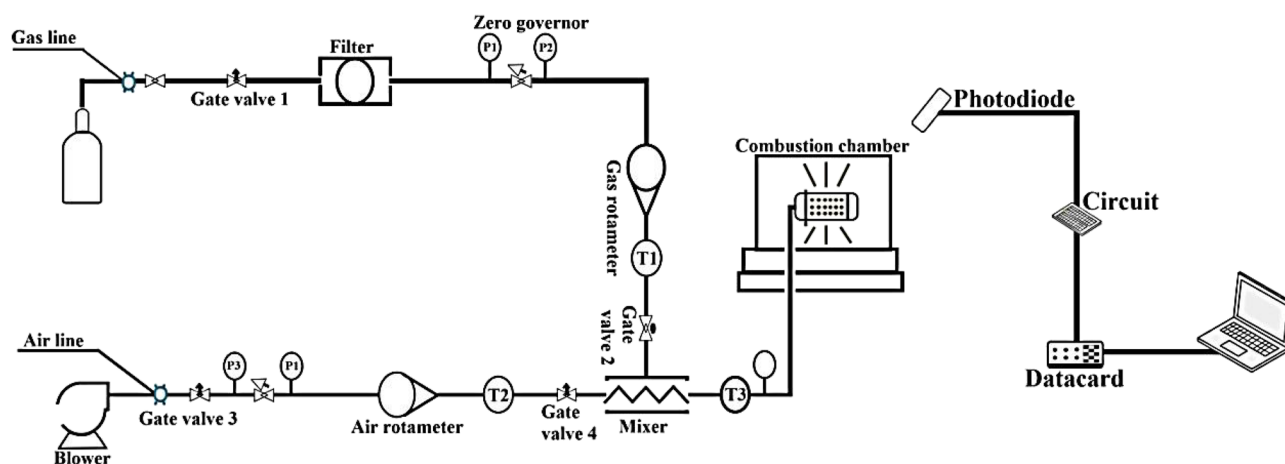 Gas line
Filter
Zero governor
P1
P2
Gate valve 1
Gas rotameter
T1
Gate
valve 2
Combustion chamber
Photodiode
Circuit
Datacard
Air line
P3
P1
Gate valve 3
Blower
Air rotameter
T2
Gate
valve 4
Mixer
T3